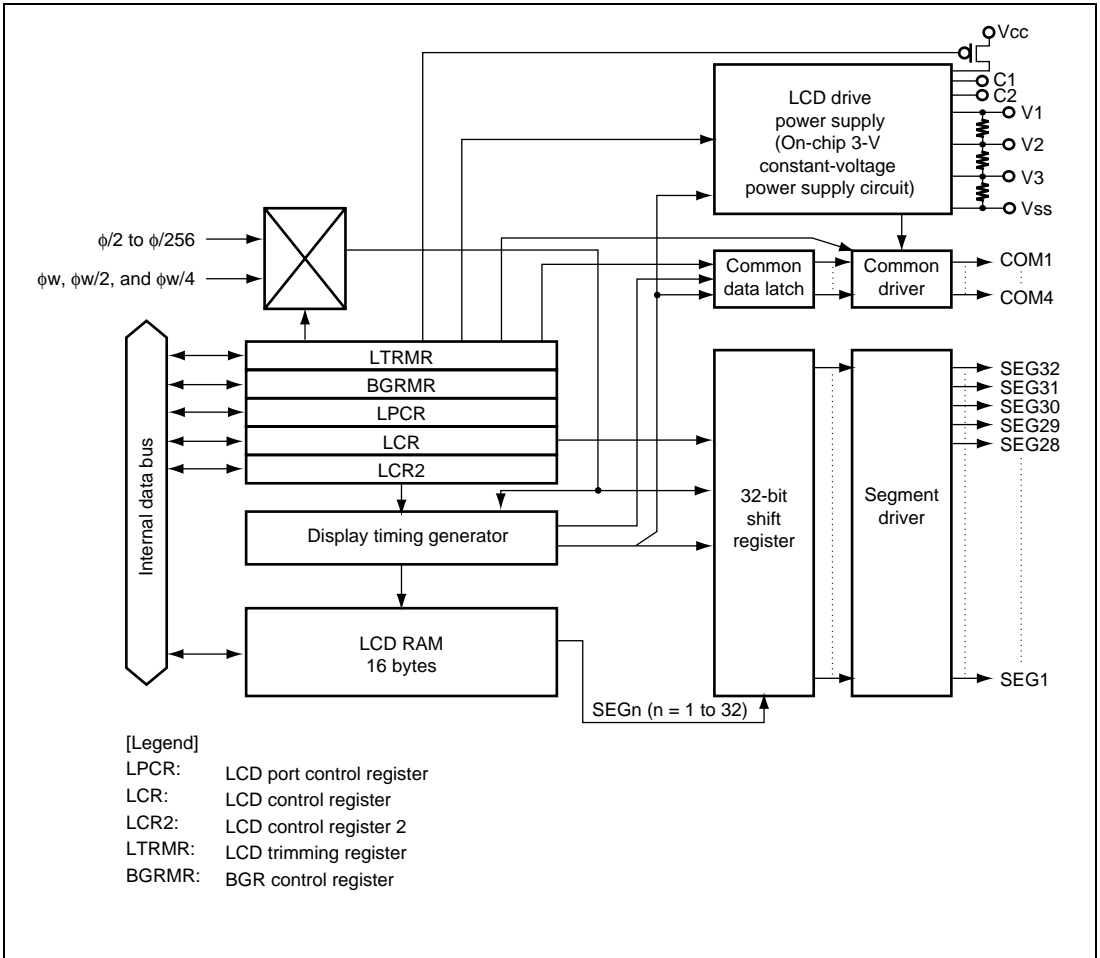 Vcc
C1
C2
LCD drive
power supply
(On-chip 3-V
constant-voltage
power supply circuit)
V1
V2
V3
Vss
ϕ/2 to ϕ/256
ϕw, ϕw/2, and ϕw/4
Common
data latch
Common
driver
COM1
COM4
Internal data bus
LTRMR
BGRMR
LPCR
LCR
LCR2
Display timing generator
LCD RAM
16 bytes
32-bit
shift
register
Segment
driver
SEG32
SEG31
SEG30
SEG29
SEG28
SEG1
SEGn (n = 1 to 32)
[Legend]
LPCR: LCD port control register
LCR: LCD control register
LCR2: LCD control register 2
LTRMR: LCD trimming register
BGRMR: BGR control register